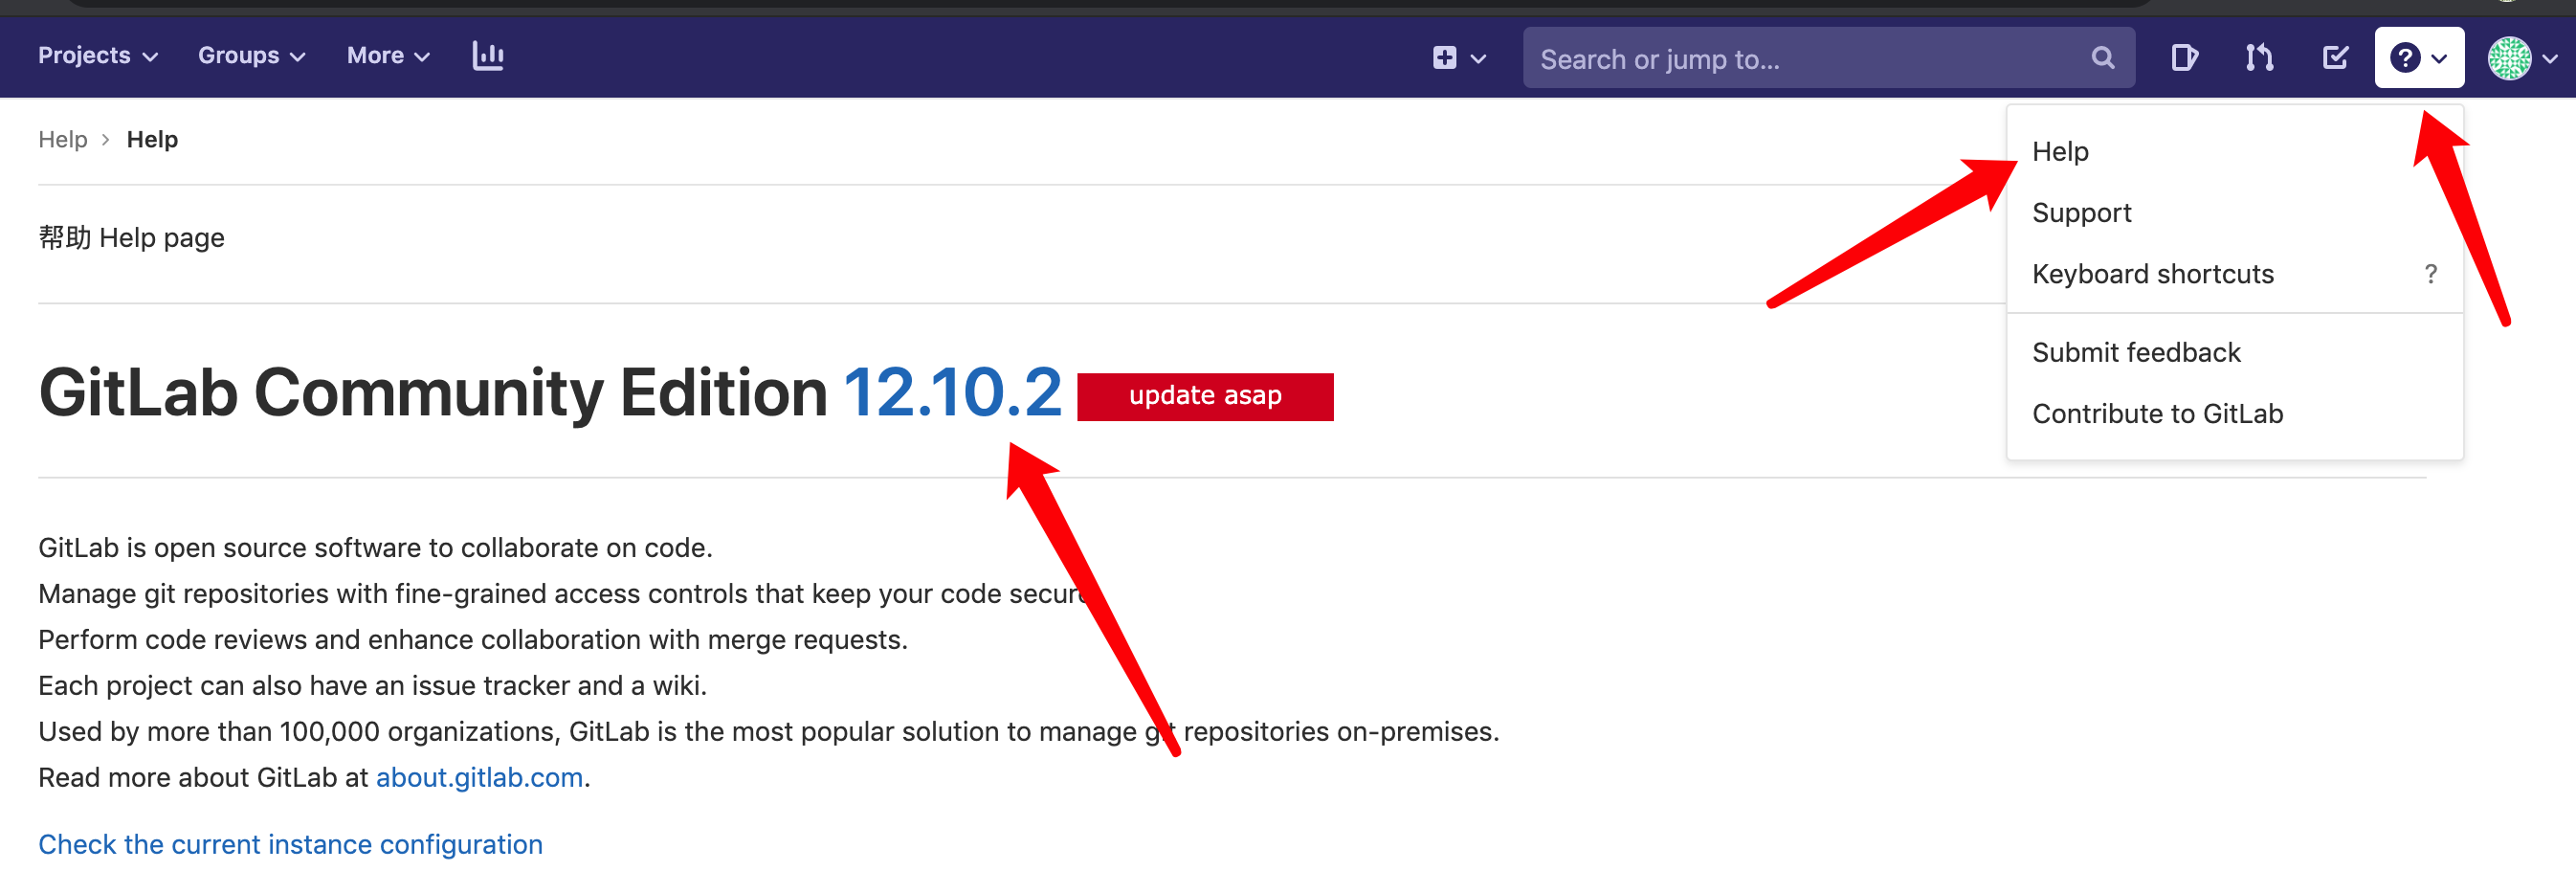 Projects Groups More Search or jump to... ?
Help > Help
帮助 Help page
GitLab Community Edition 12.10.2 update asap
GitLab is open source software to collaborate on code.
Manage git repositories with fine-grained access controls that keep your code secure
Perform code reviews and enhance collaboration with merge requests.
Each project can also have an issue tracker and a wiki.
Used by more than 100,000 organizations, GitLab is the most popular solution to manage git repositories on-premises.
Read more about GitLab at about.gitlab.com.
Check the current instance configuration
Help
Support
Keyboard shortcuts ?
Submit feedback
Contribute to GitLab